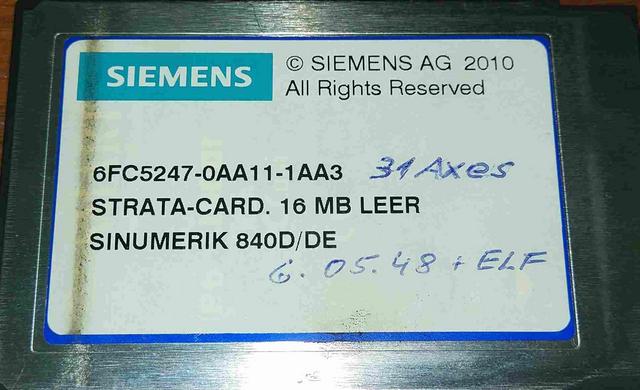 SIEMENS
© SIEMENS AG 2010
All Rights Reserved
6FC5247-0AA11-1AA3 31 Axes
STRATA-CARD. 16 MB LEER
SINUMERIK 840D/DE
6.05.48 + ELF